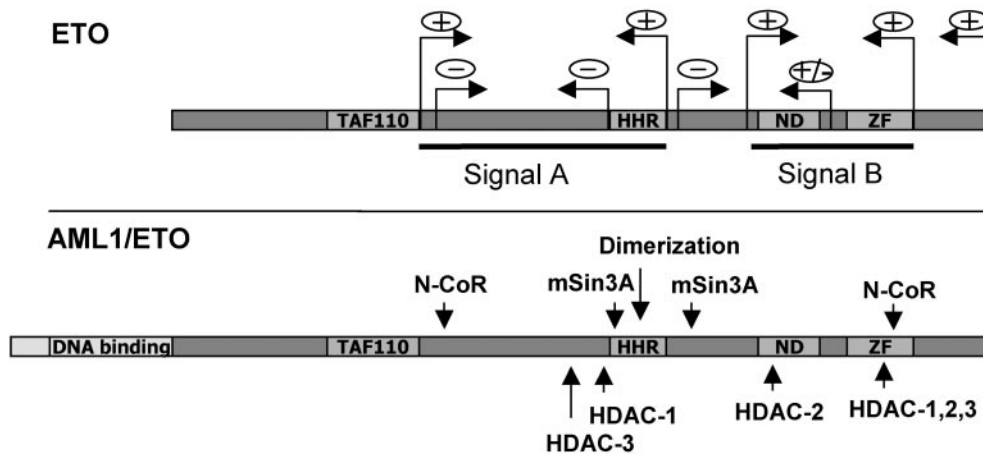 ETO
+ + + + +
− − − +/-
TAF110 HHR ND ZF
Signal A Signal B
AML1/ETO
Dimerization
N-CoR mSin3A mSin3A N-CoR
DNA binding TAF110 HHR ND ZF
HDAC-1 HDAC-2 HDAC-1,2,3
HDAC-3